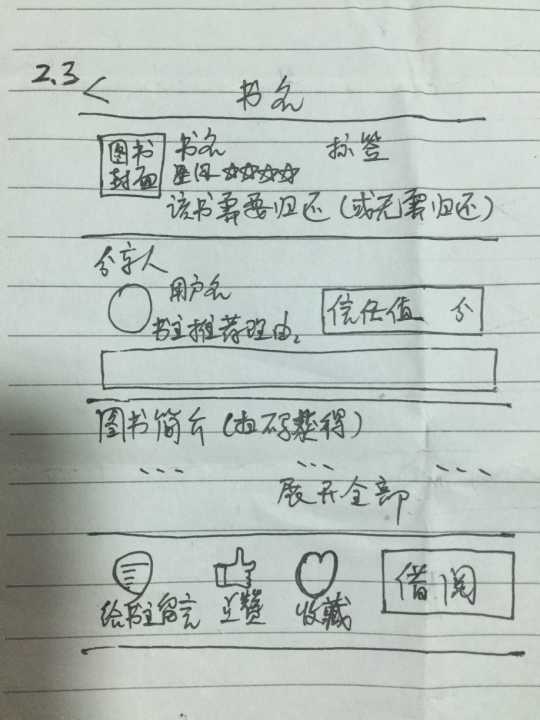 2.3 < 书名
图书 书名 标签
封面 星级 ☆☆☆☆
该书需要归还(或无需归还)
分享人
用户名
书主推荐理由。 信任值 分
图书简介(扫码获得)
... ... ...
展开全部
给书主留言 点赞 收藏 借阅